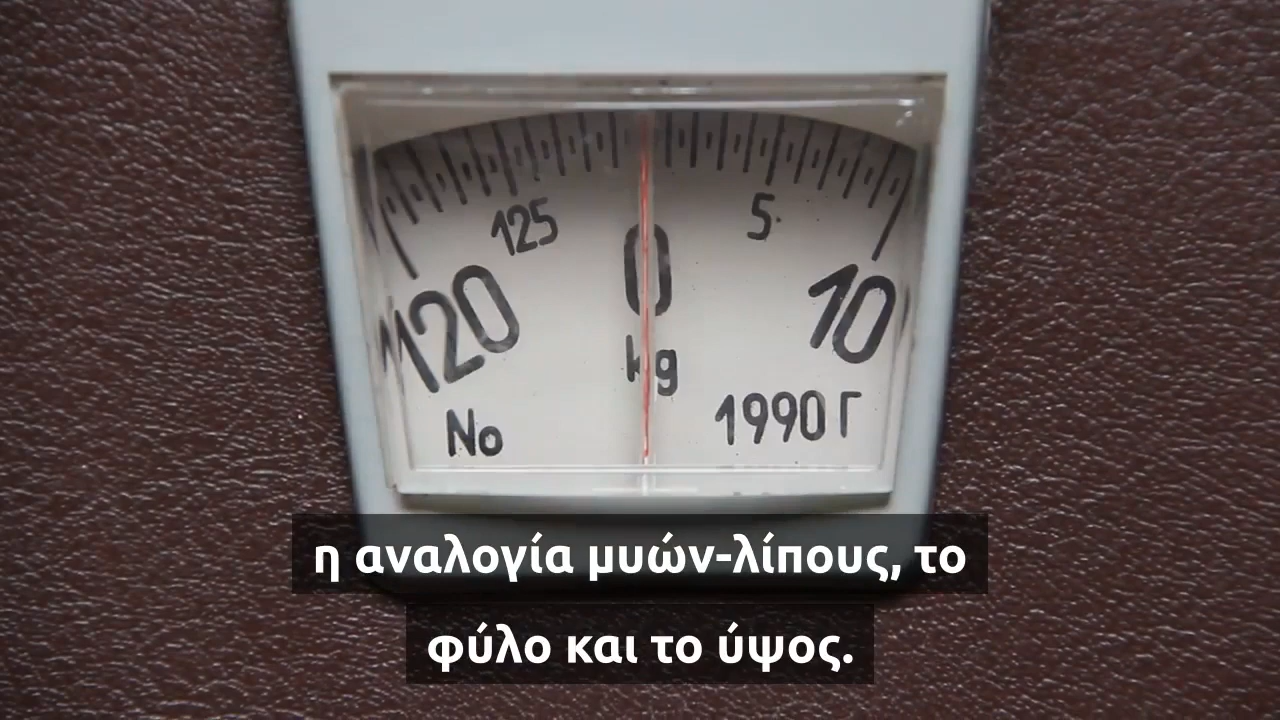 125 5
120 0 10
kg
No 1990 Г
η αναλογία μυών-λίπους, το
φύλο και το ύψος.